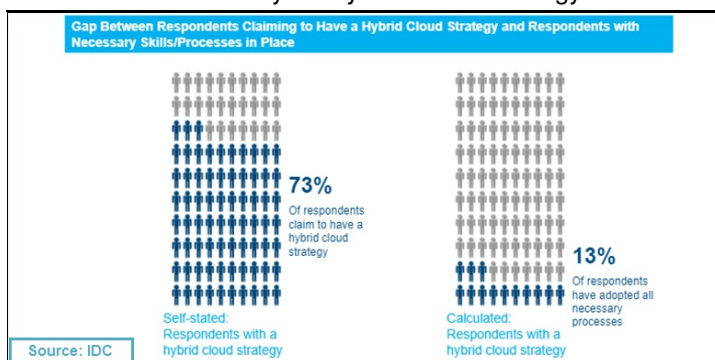 Gap Between Respondents Claiming to Have a Hybrid Cloud Strategy and Respondents with
Necessary Skills/Processes in Place
73%
Of respondents
claim to have a
hybrid cloud
strategy
Self-stated:
Respondents with a
hybrid cloud strategy
13%
Of respondents
have adopted all
necessary
processes
Calculated:
Respondents with a
hybrid cloud strategy
Source: IDC